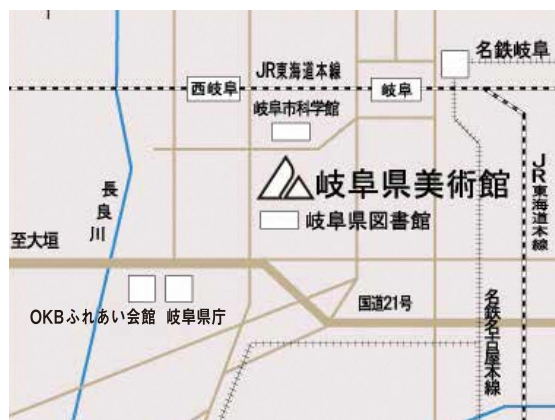 名鉄岐阜
JR東海道本線
西岐阜
岐阜
岐阜市科学館
岐阜県美術館
長良川
JR東海道本線
岐阜県図書館
至大垣
国道21号
名鉄名古屋本線
OKBふれあい会館
岐阜県庁